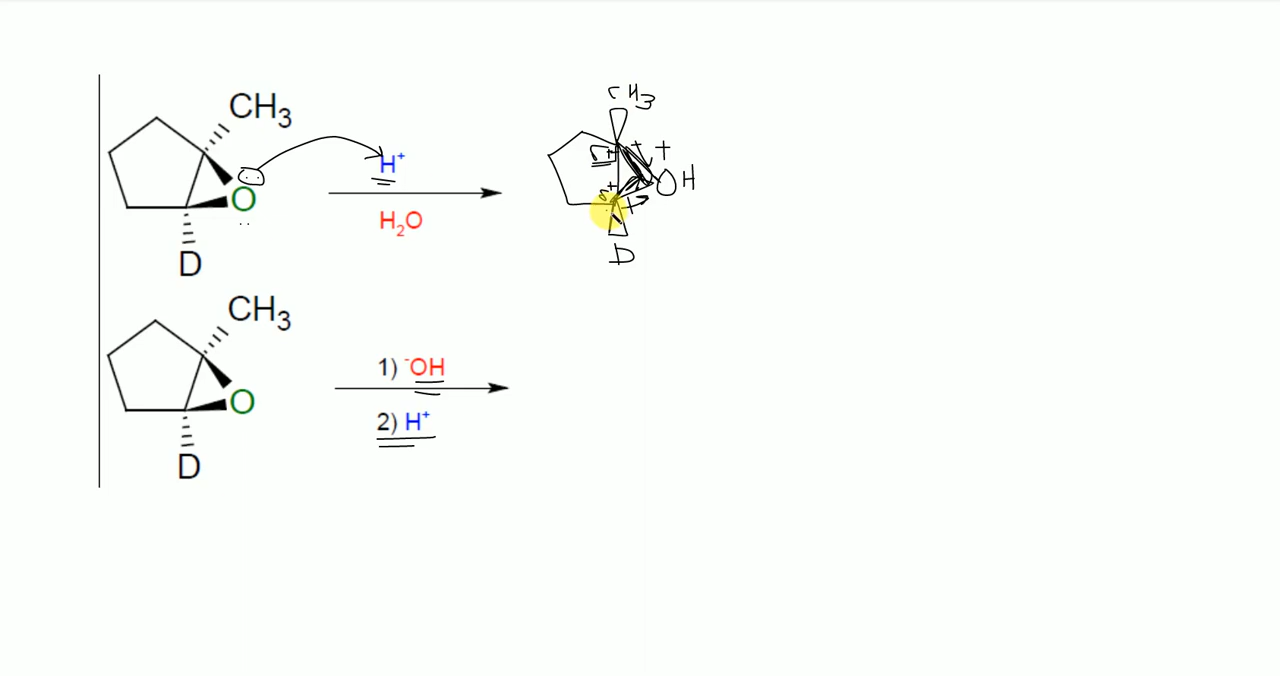 CH3
O
D
H+
H2O
CH3
+
+
+
OH
δ+
δ+
+
D
CH3
O
D
1) -OH
2) H+